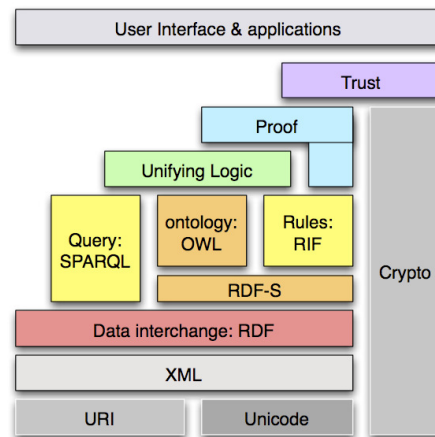 User Interface & applications
Trust
Proof
Unifying Logic
Query:
SPARQL
ontology:
OWL
Rules:
RIF
Crypto
RDF-S
Data interchange: RDF
XML
URI
Unicode